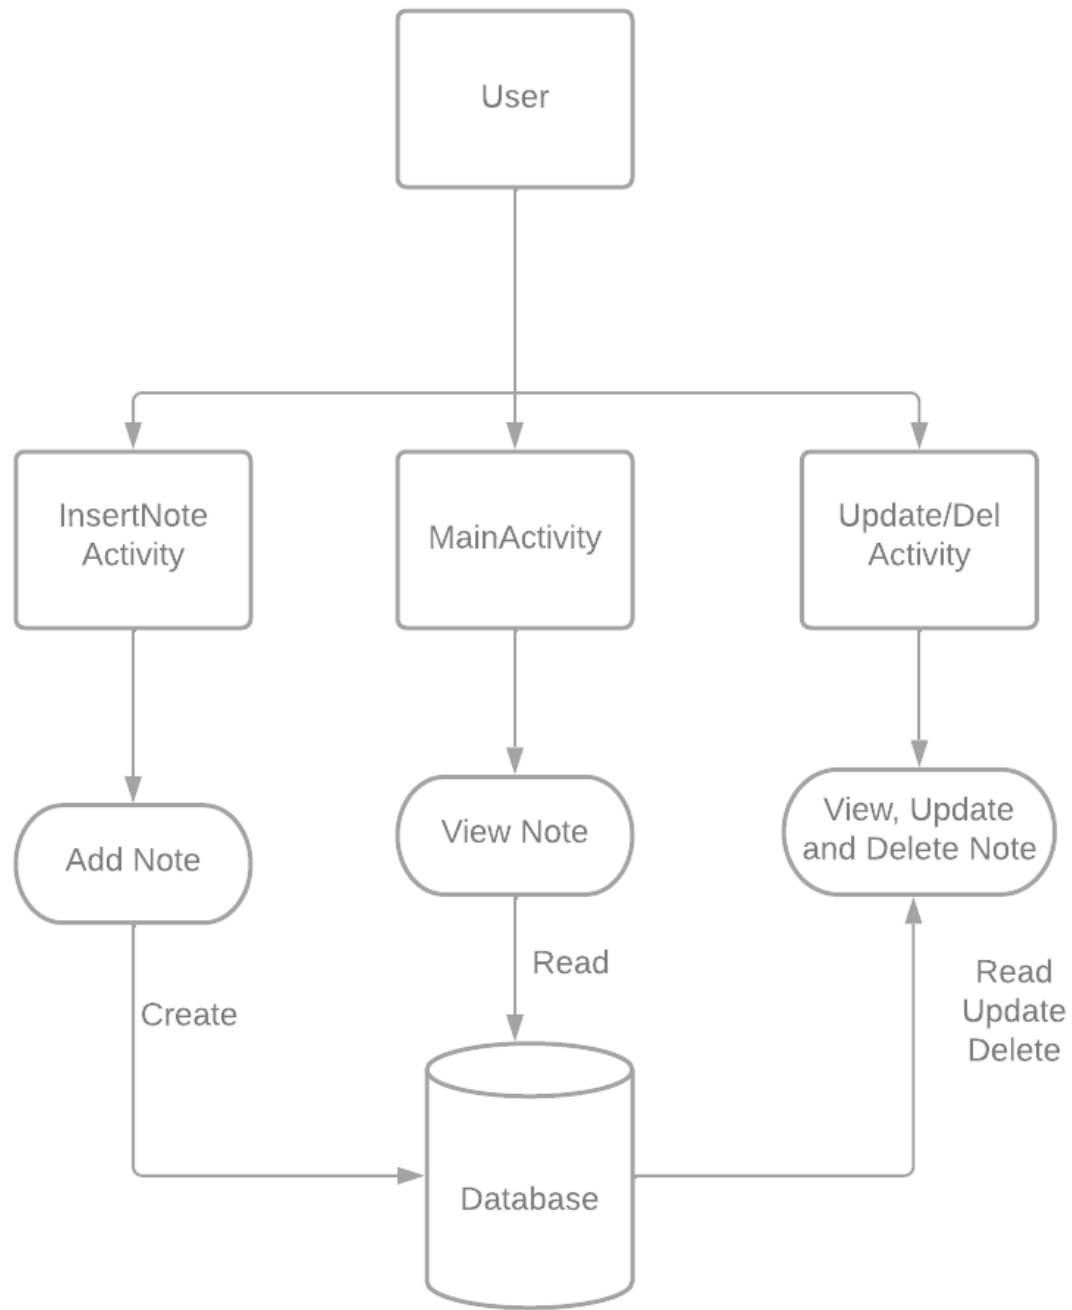 User
InsertNote
Activity
MainActivity
Update/Del
Activity
Add Note
View Note
View, Update
and Delete Note
Create
Read
Read
Update
Delete
Database